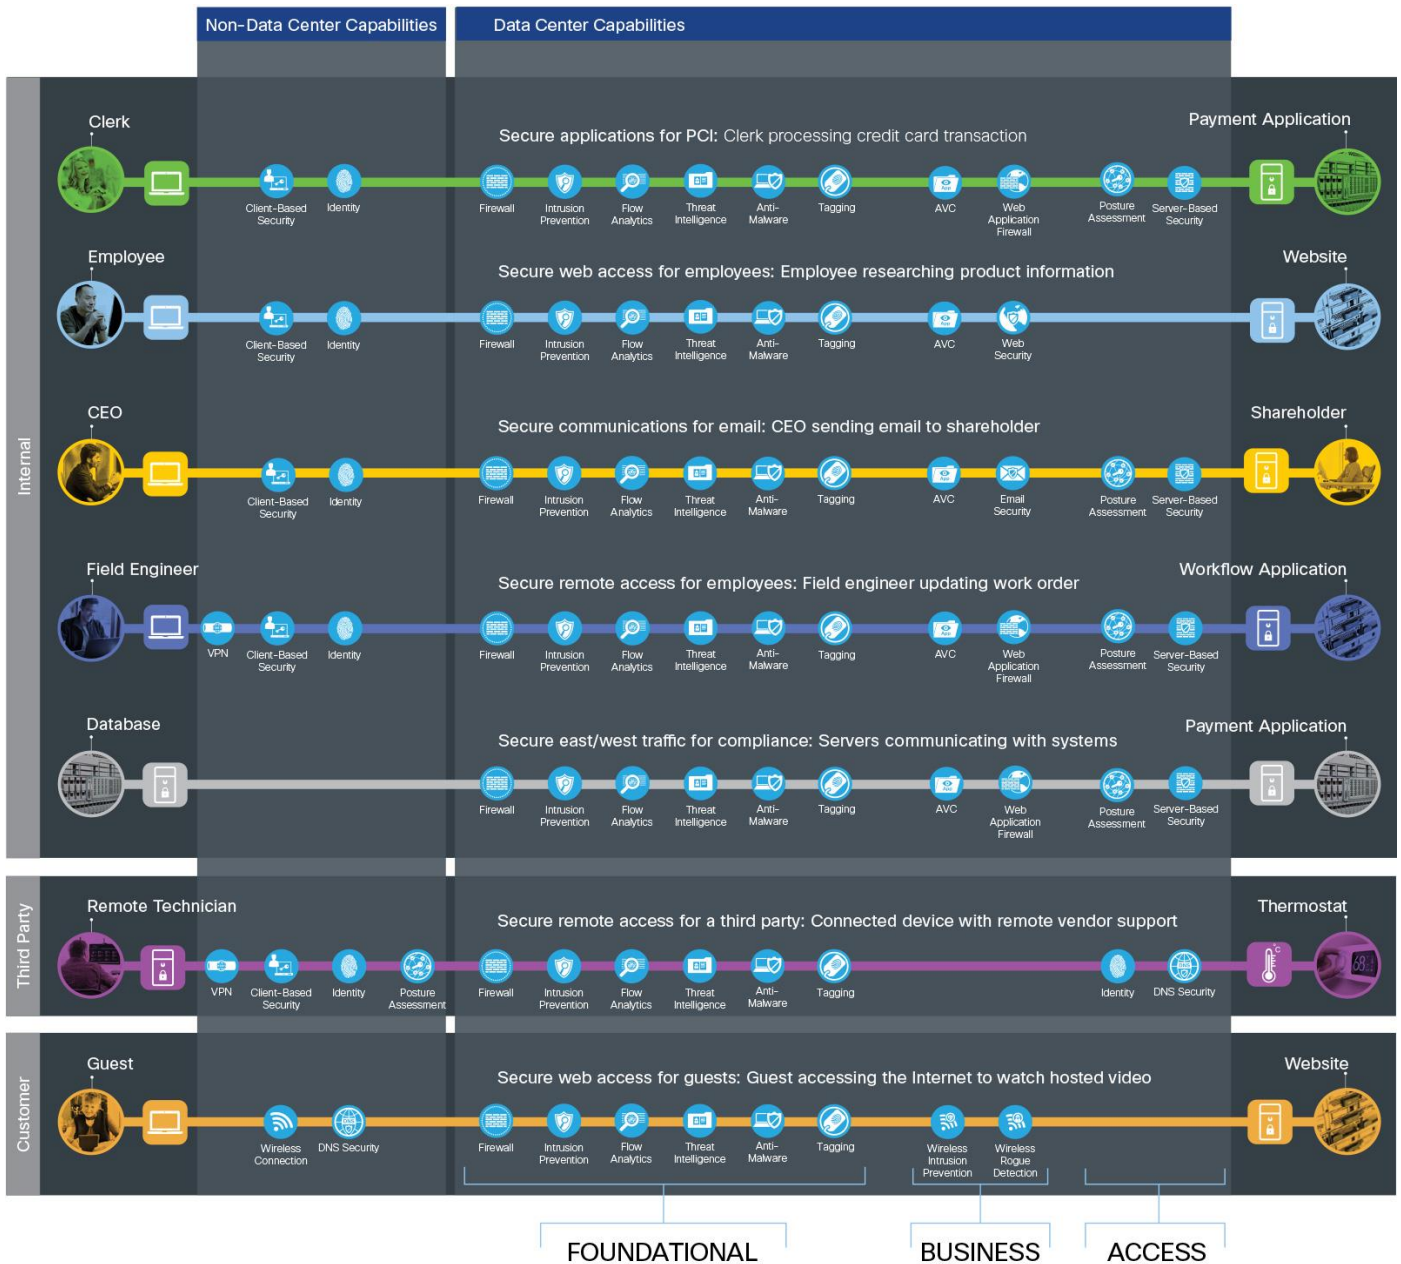 Non-Data Center Capabilities
Data Center Capabilities
Internal
Clerk
Secure applications for PCI: Clerk processing credit card transaction
Payment Application
Client-Based
Security
Identity
Firewall
Intrusion
Prevention
Flow
Analytics
Threat
Intelligence
Anti-
Malware
Tagging
AVC
Web
Application
Firewall
Posture
Assessment
Server-Based
Security
Employee
Secure web access for employees: Employee researching product information
Website
Client-Based
Security
Identity
Firewall
Intrusion
Prevention
Flow
Analytics
Threat
Intelligence
Anti-
Malware
Tagging
AVC
Web
Security
CEO
Secure communications for email: CEO sending email to shareholder
Shareholder
Client-Based
Security
Identity
Firewall
Intrusion
Prevention
Flow
Analytics
Threat
Intelligence
Anti-
Malware
Tagging
AVC
Email
Security
Posture
Assessment
Server-Based
Security
Field Engineer
Secure remote access for employees: Field engineer updating work order
Workflow Application
VPN
Client-Based
Security
Identity
Firewall
Intrusion
Prevention
Flow
Analytics
Threat
Intelligence
Anti-
Malware
Tagging
AVC
Web
Application
Firewall
Posture
Assessment
Server-Based
Security
Database
Secure east/west traffic for compliance: Servers communicating with systems
Payment Application
Firewall
Intrusion
Prevention
Flow
Analytics
Threat
Intelligence
Anti-
Malware
Tagging
AVC
Web
Application
Firewall
Posture
Assessment
Server-Based
Security
Third Party
Remote Technician
Secure remote access for a third party: Connected device with remote vendor support
Thermostat
°C
68
VPN
Client-Based
Security
Identity
Posture
Assessment
Firewall
Intrusion
Prevention
Flow
Analytics
Threat
Intelligence
Anti-
Malware
Tagging
Identity
DNS Security
Customer
Guest
Secure web access for guests: Guest accessing the Internet to watch hosted video
Website
Wireless
Connection
DNS Security
Firewall
Intrusion
Prevention
Flow
Analytics
Threat
Intelligence
Anti-
Malware
Tagging
Wireless
Intrusion
Prevention
Wireless
Rogue
Detection
FOUNDATIONAL
BUSINESS
ACCESS